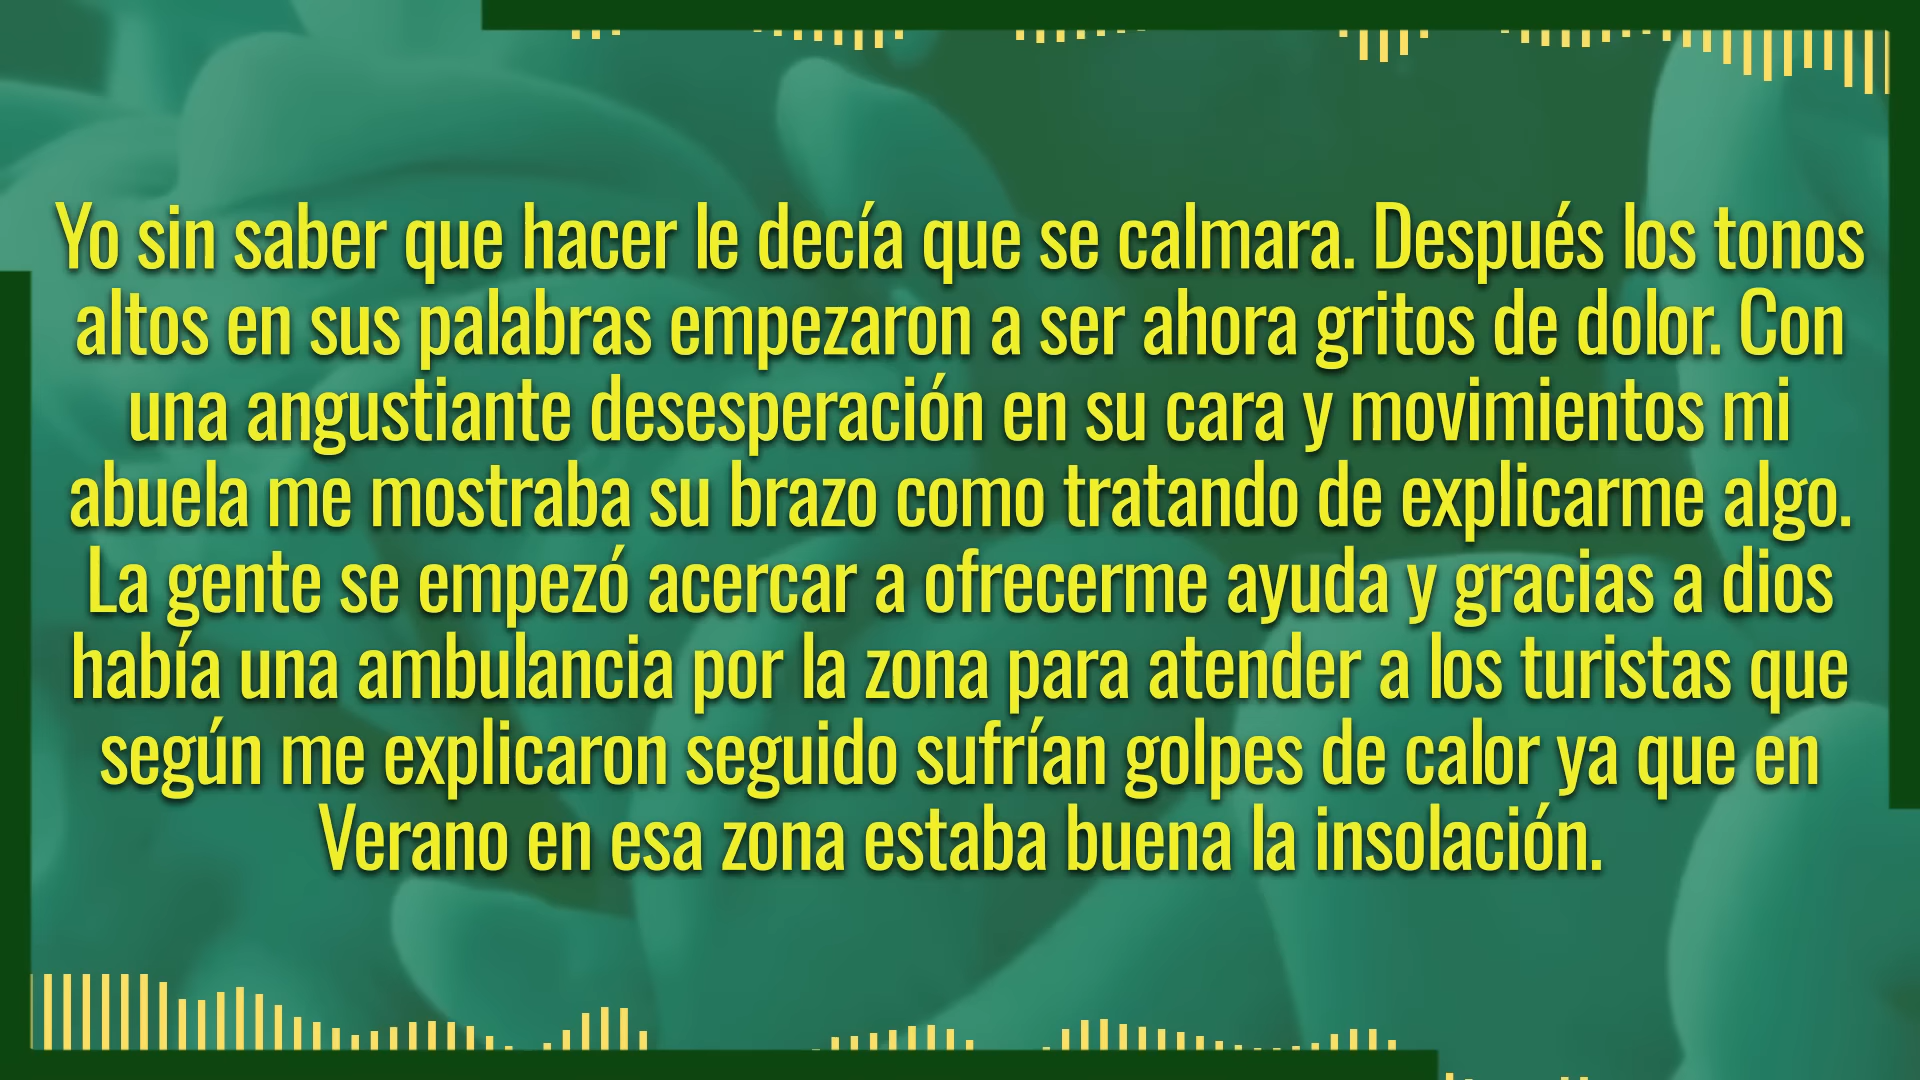 Yo sin saber que hacer le decía que se calmara. Después los tonos
altos en sus palabras empezaron a ser ahora gritos de dolor. Con
una angustiante desesperación en su cara y movimientos mi
abuela me mostraba su brazo como tratando de explicarme algo.
La gente se empezó acercar a ofrecerme ayuda y gracias a dios
había una ambulancia por la zona para atender a los turistas que
según me explicaron seguido sufrían golpes de calor ya que en
Verano en esa zona estaba buena la insolación.